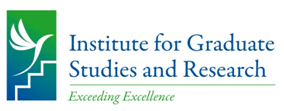 Institute for Graduate
Studies and Research
Exceeding Excellence